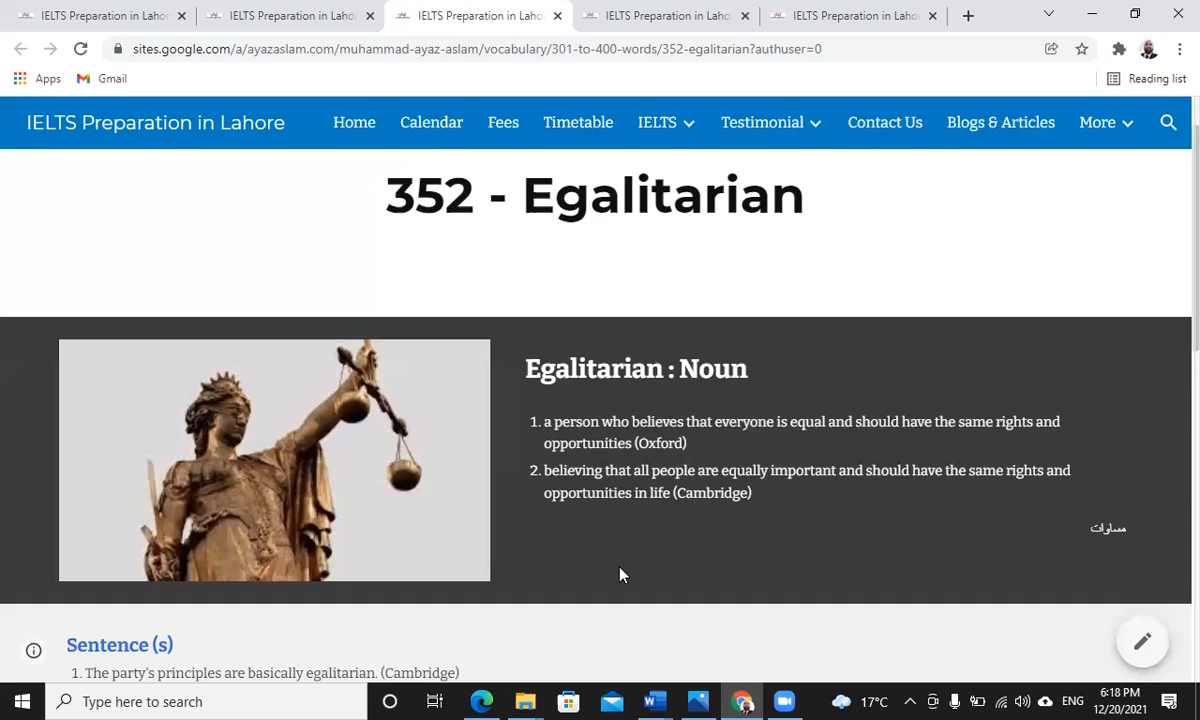 IELTS Preparation in Lahor
IELTS Preparation in Laho
IELTS Preparation in Lahor
IELTS Preparation in Laho
IELTS Preparation in Laho
sites.google.com/a/ayazaslam.com/muhammad-ayaz-aslam/vocabulary/301-to-400-words/352-egalitarian?authuser=0
Apps
Gmail
Reading list
IELTS Preparation in Lahore
Home
Calendar
Fees
Timetable
IELTS
Testimonial
Contact Us
Blogs & Articles
More
352 - Egalitarian
Egalitarian : Noun
1. a person who believes that everyone is equal and should have the same rights and
opportunities (Oxford)
2. believing that all people are equally important and should have the same rights and
opportunities in life (Cambridge)
مساوات
Sentence (s)
1. The party's principles are basically egalitarian. (Cambridge)
Type here to search
17°C
ENG
6:18 PM
12/20/2021